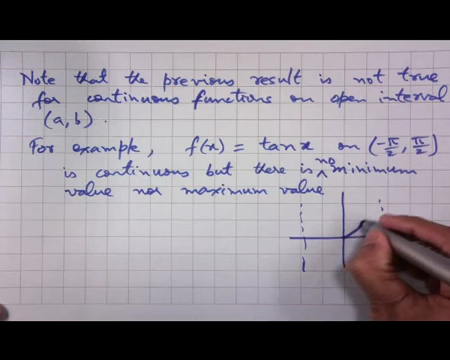 Note that the previous result is not true
for continuous functions on open interval
(a, b).
For example, f(x) = tan x on (-π/2, π/2)
is continuous but there is no minimum
value nor maximum value